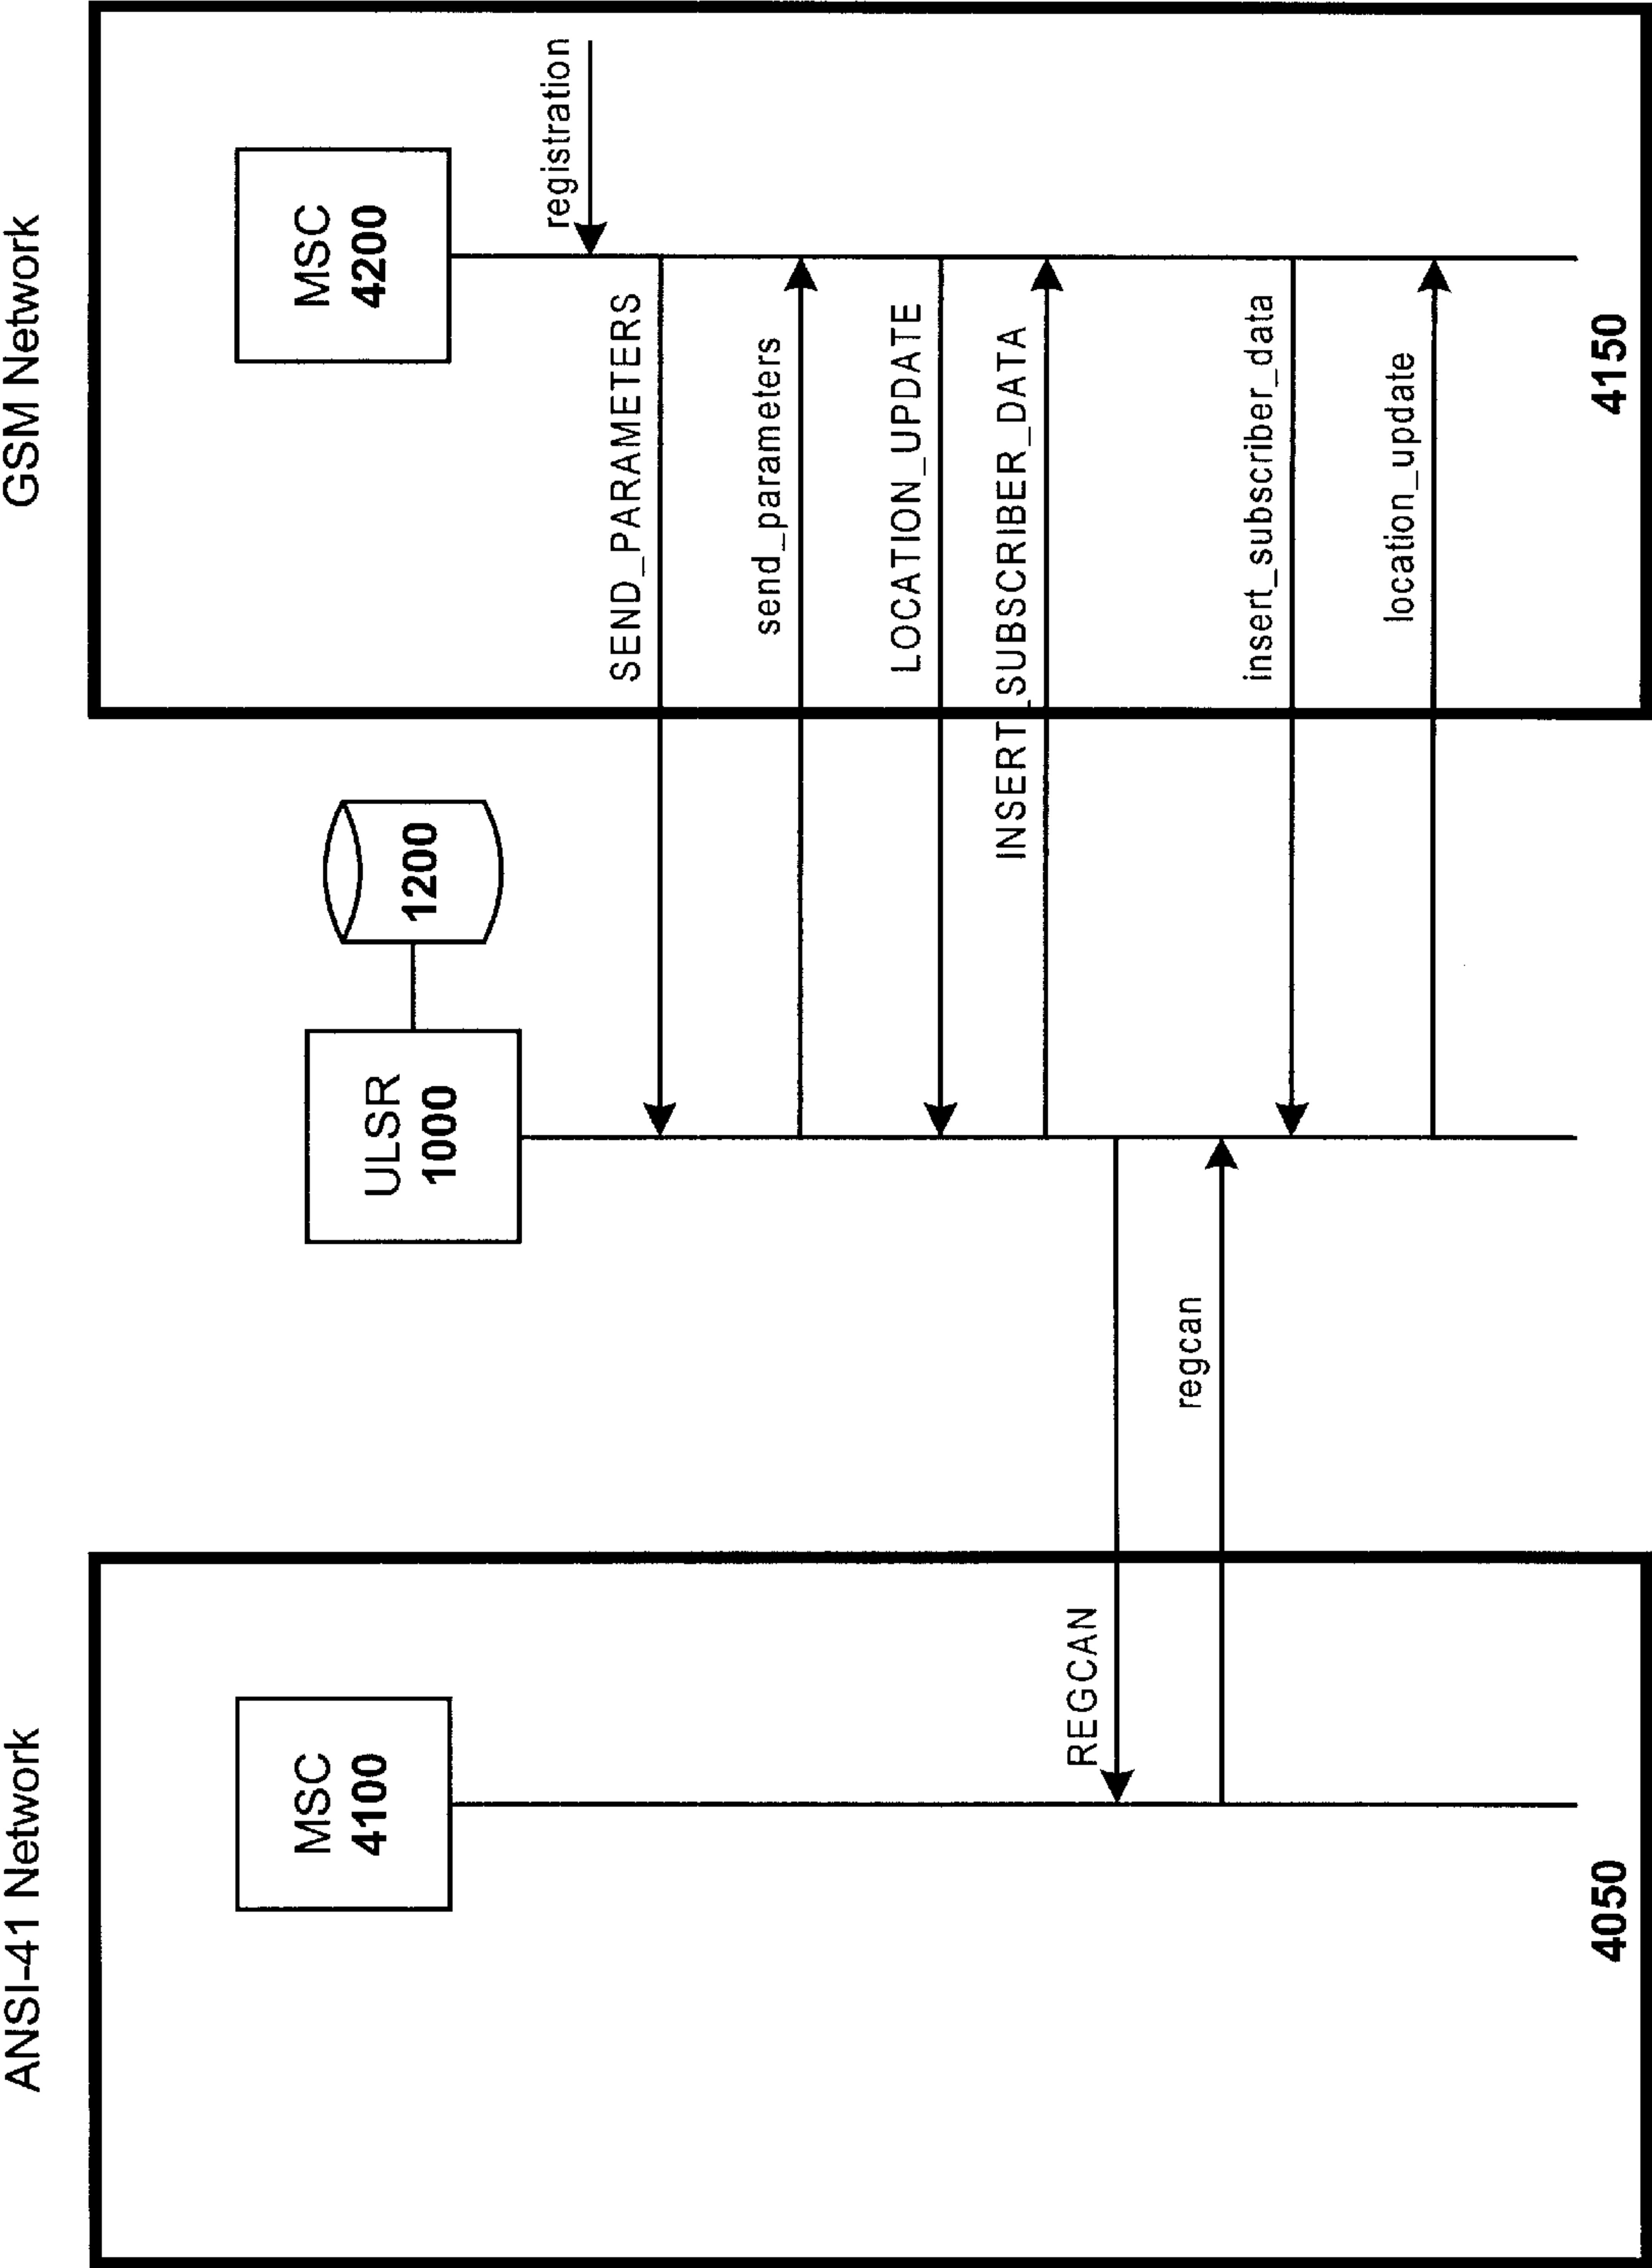 ANSI-41 Network
GSM Network
MSC
4100
ULSR
1000
1200
MSC
4200
registration
SEND_PARAMETERS
send_parameters
LOCATION_UPDATE
INSERT_SUBSCRIBER_DATA
REGCAN
regcan
insert_subscriber_data
location_update
4050
4150